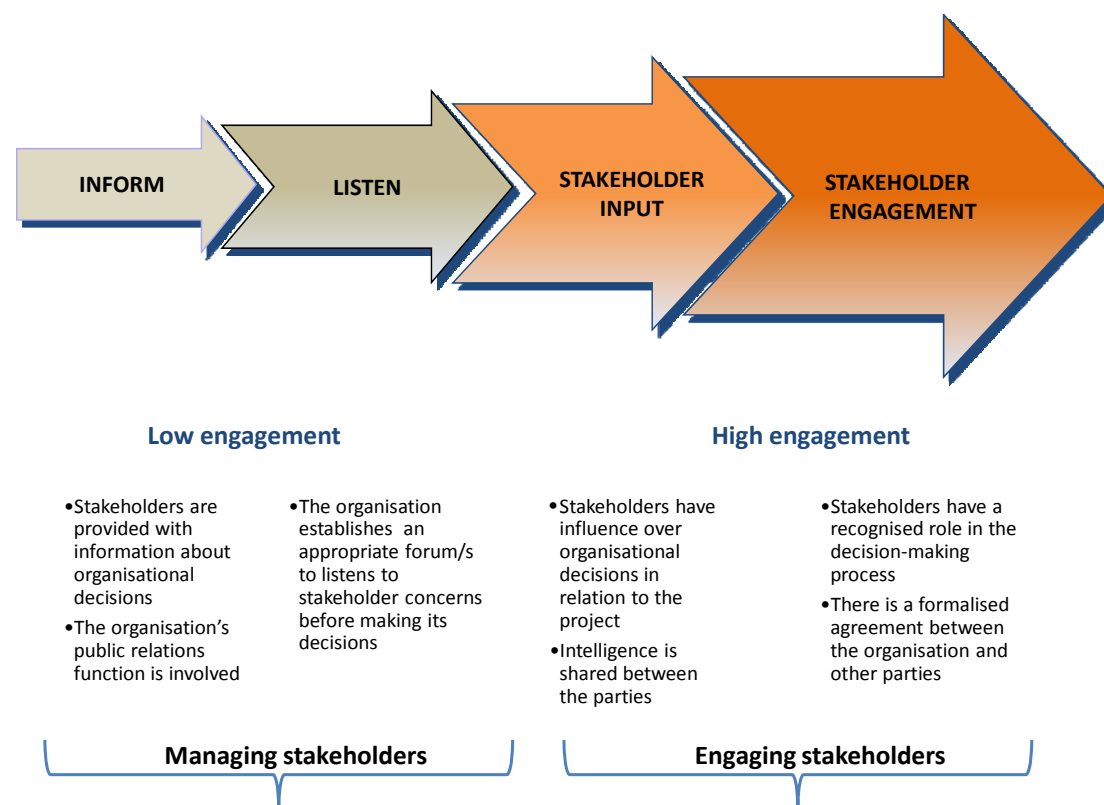 INFORM
LISTEN
STAKEHOLDER
INPUT
STAKEHOLDER
ENGAGEMENT
Low engagement
High engagement
•Stakeholders are
provided with
information about
organisational
decisions
•The organisation’s
public relations
function is involved
•The organisation
establishes an
appropriate forum/s
to listens to
stakeholder concerns
before making its
decisions
•Stakeholders have
influence over
organisational
decisions in
relation to the
project
•Intelligence is
shared between
the parties
•Stakeholders have a
recognised role in the
decision-making
process
•There is a formalised
agreement between
the organisation and
other parties
Managing stakeholders
Engaging stakeholders